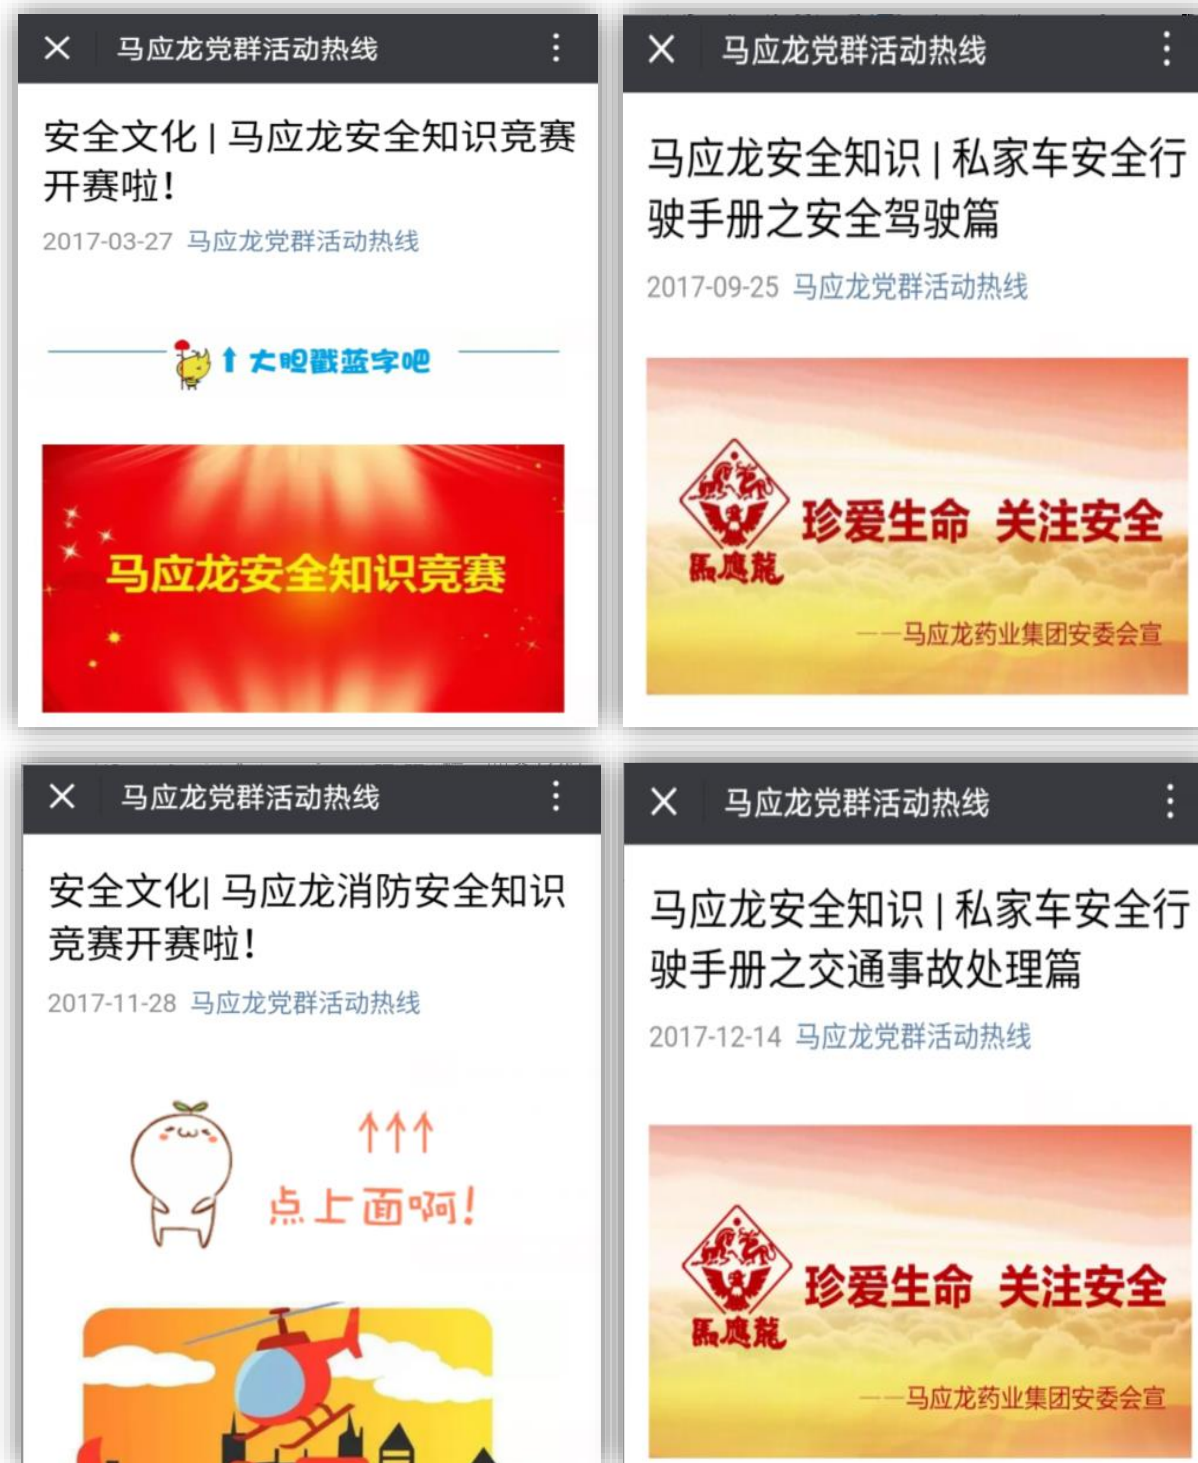 马应龙党群活动热线
安全文化 | 马应龙安全知识竞赛
开赛啦！
2017-03-27 马应龙党群活动热线
大胆戳蓝字吧
马应龙安全知识竞赛
马应龙党群活动热线
马应龙安全知识 | 私家车安全行
驶手册之安全驾驶篇
2017-09-25 马应龙党群活动热线
珍爱生命 关注安全
馬應龍
——马应龙药业集团安委会宣
马应龙党群活动热线
安全文化| 马应龙消防安全知识
竞赛开赛啦！
2017-11-28 马应龙党群活动热线
↑↑↑
点上面啊！
马应龙党群活动热线
马应龙安全知识 | 私家车安全行
驶手册之交通事故处理篇
2017-12-14 马应龙党群活动热线
珍爱生命 关注安全
馬應龍
——马应龙药业集团安委会宣